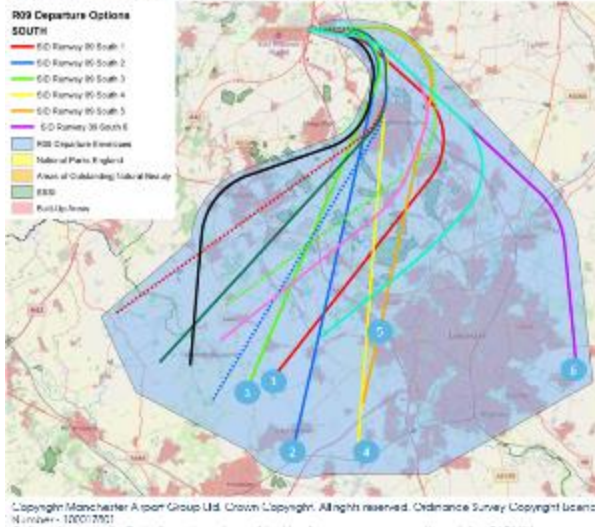 R09 Departure Options
SOUTH
SID Runway 09 South 1
SID Runway 09 South 2
SID Runway 09 South 3
SID Runway 09 South 4
SID Runway 09 South 5
SID Runway 09 South 6
R09 Departure Envelopes
National Parks England
Areas of Outstanding Natural Beauty
SSSI
Built-Up Areas
5
3
1
6
2
4
Copyright Manchester Airport Group Ltd. Crown Copyright. All rights reserved. Ordnance Survey Copyright Licence
Number - 100017801